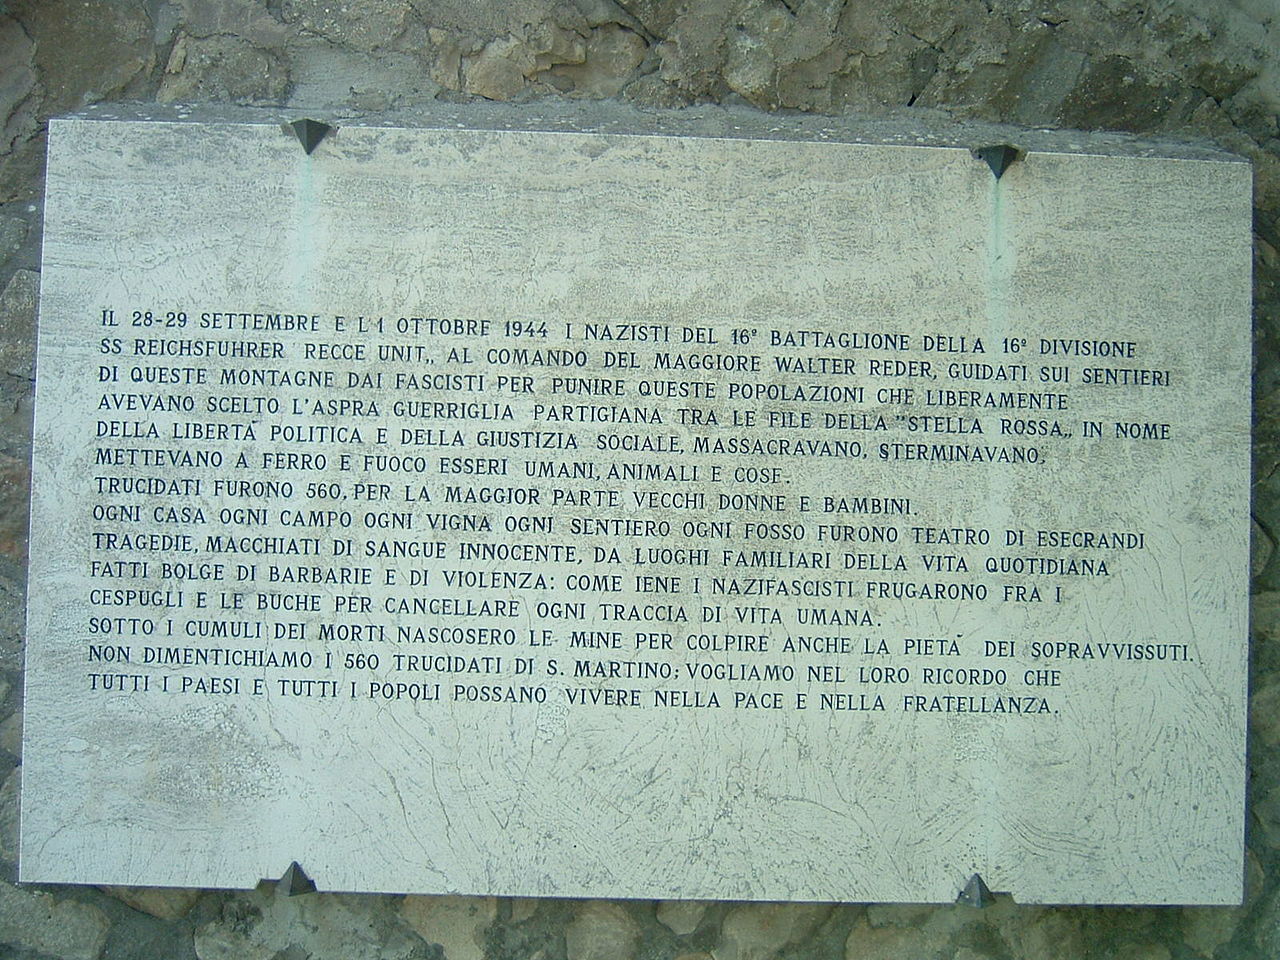 IL 28-29 SETTEMBRE E L'1 OTTOBRE 1944 I NAZISTI DEL 16º BATTAGLIONE DELLA 16º DIVISIONE
SS REICHSFUHRER RECCE UNIT„ AL COMANDO DEL MAGGIORE WALTER REDER, GUIDATI SUI SENTIERI
DI QUESTE MONTAGNE DAI FASCISTI PER PUNIRE QUESTE POPOLAZIONI CHE LIBERAMENTE
AVEVANO SCELTO L'ASPRA GUERRIGLIA PARTIGIANA TRA LE FILE DELLA "STELLA ROSSA„ IN NOME
DELLA LIBERTA' POLITICA E DELLA GIUSTIZIA SOCIALE, MASSACRAVANO, STERMINAVANO,
METTEVANO A FERRO E FUOCO ESSERI UMANI, ANIMALI E COSE.
TRUCIDATI FURONO 560, PER LA MAGGIOR PARTE VECCHI DONNE E BAMBINI.
OGNI CASA OGNI CAMPO OGNI VIGNA OGNI SENTIERO OGNI FOSSO FURONO TEATRO DI ESECRANDI
TRAGEDIE, MACCHIATI DI SANGUE INNOCENTE, DA LUOGHI FAMILIARI DELLA VITA QUOTIDIANA
FATTI BOLGE DI BARBARIE E DI VIOLENZA: COME IENE I NAZIFASCISTI FRUGARONO FRA I
CESPUGLI E LE BUCHE PER CANCELLARE OGNI TRACCIA DI VITA UMANA.
SOTTO I CUMULI DEI MORTI NASCOSERO LE MINE PER COLPIRE ANCHE LA PIETA' DEI SOPRAVVISSUTI.
NON DIMENTICHIAMO I 560 TRUCIDATI DI S. MARTINO; VOGLIAMO NEL LORO RICORDO CHE
TUTTI I PAESI E TUTTI I POPOLI POSSANO VIVERE NELLA PACE E NELLA FRATELLANZA.